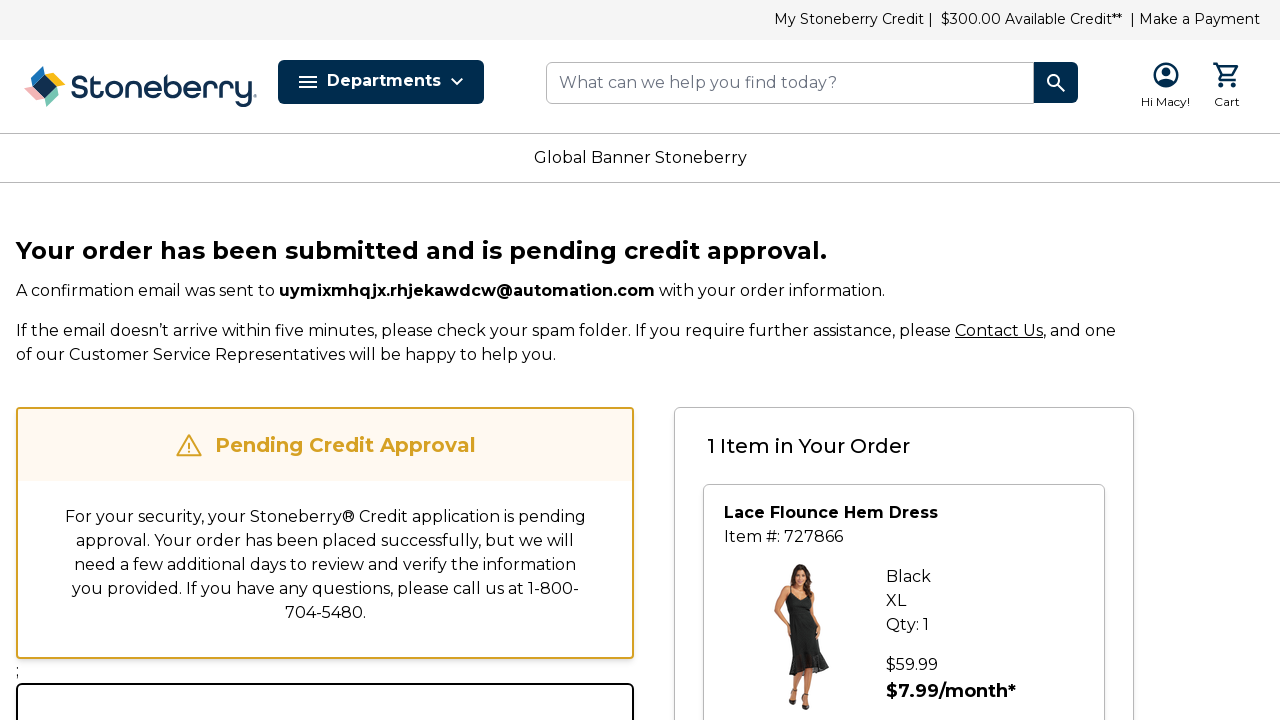 My Stoneberry Credit | $300.00 Available Credit** | Make a Payment
Stoneberry®
Departments
What can we help you find today?
Hi Macy!
Cart
Global Banner Stoneberry
Your order has been submitted and is pending credit approval.
A confirmation email was sent to uymixmhqjx.rhjekawdcw@automation.com with your order information.
If the email doesn’t arrive within five minutes, please check your spam folder. If you require further assistance, please Contact Us, and one
of our Customer Service Representatives will be happy to help you.
Pending Credit Approval
For your security, your Stoneberry® Credit application is pending
approval. Your order has been placed successfully, but we will
need a few additional days to review and verify the information
you provided. If you have any questions, please call us at 1-800-
704-5480.
;
1 Item in Your Order
Lace Flounce Hem Dress
Item #: 727866
Black
XL
Qty: 1
$59.99
$7.99/month*